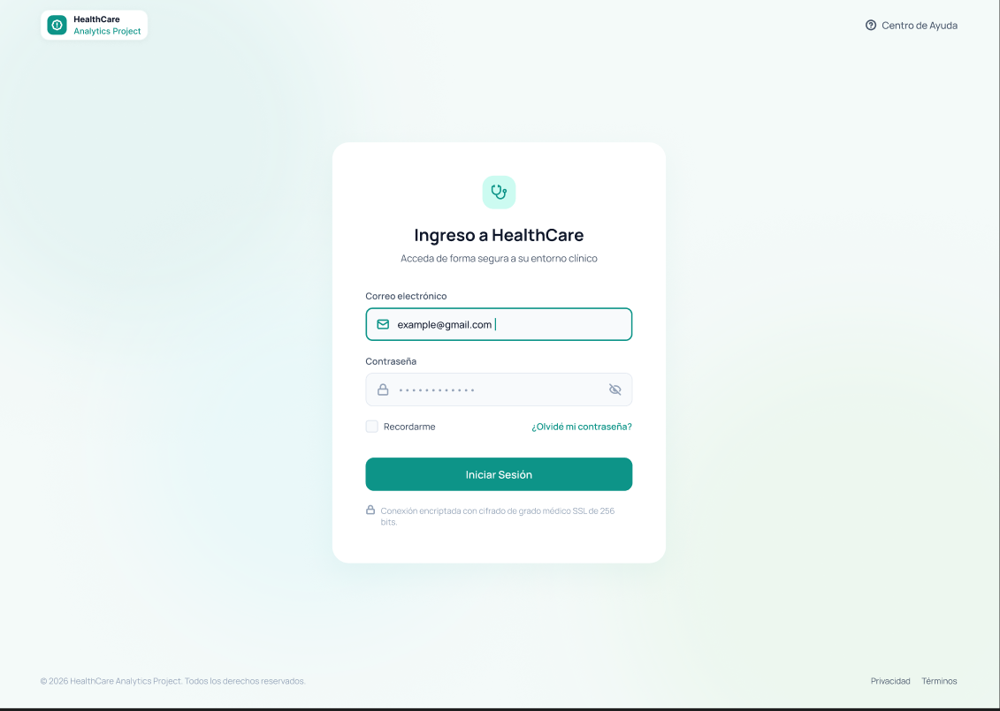 HealthCare
Analytics Project
Centro de Ayuda
Ingreso a HealthCare
Acceda de forma segura a su entorno clínico
Correo electrónico
example@gmail.com
Contraseña
••••••••••••
Recordarme
¿Olvidé mi contraseña?
Iniciar Sesión
Conexión encriptada con cifrado de grado médico SSL de 256
bits.
© 2026 HealthCare Analytics Project. Todos los derechos reservados.
Privacidad
Términos